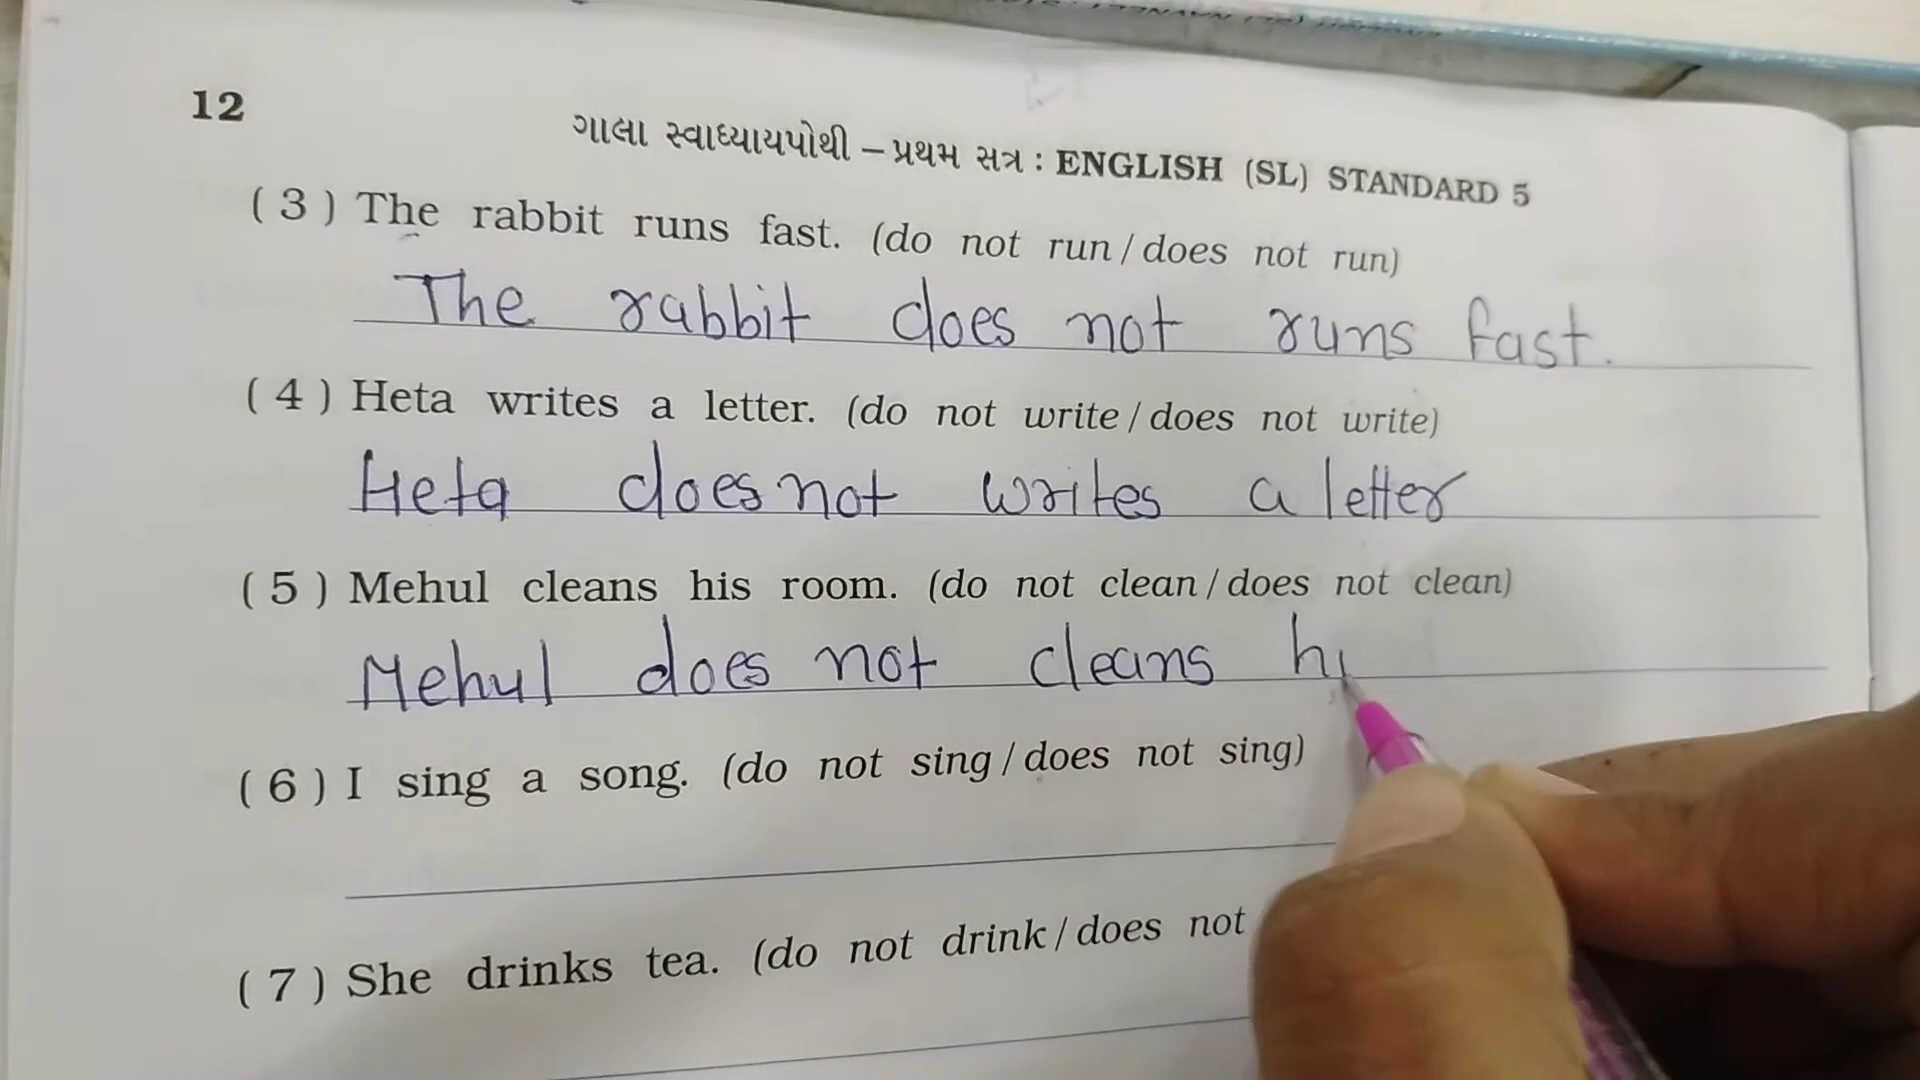 12
ગાલા સ્વાધ્યાયપોથી – પ્રથમ સત્ર : ENGLISH (SL) STANDARD 5
( 3 ) The rabbit runs fast. (do not run / does not run)
The rabbit does not runs fast.
( 4 ) Heta writes a letter. (do not write / does not write)
Heta does not writes a letter
( 5 ) Mehul cleans his room. (do not clean / does not clean)
Mehul does not cleans hi
( 6 ) I sing a song. (do not sing / does not sing)
( 7 ) She drinks tea. (do not drink / does not